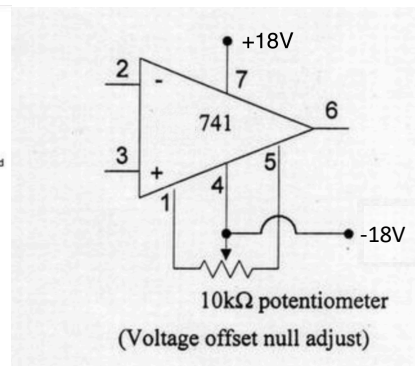 +18V
2
-
7
6
741
3
+
4
5
1
-18V
10kΩ potentiometer
(Voltage offset null adjust)